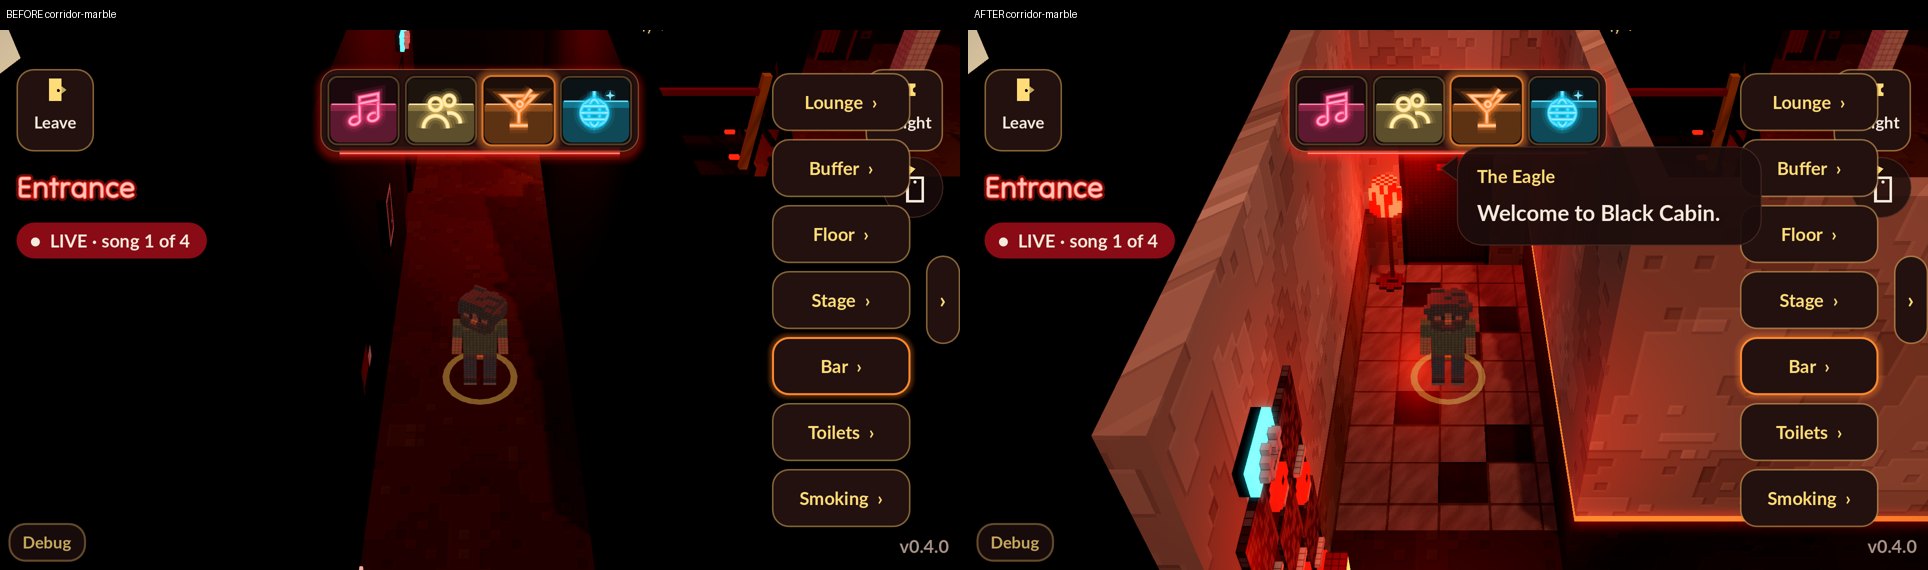 BEFORE corridor-marble
Leave
Entrance
LIVE · song 1 of 4
Lounge ›
ght
Buffer ›
Floor ›
Stage ›
›
Bar ›
Toilets ›
Smoking ›
Debug
v0.4.0
AFTER corridor-marble
Leave
Entrance
LIVE · song 1 of 4
The Eagle
Welcome to Black Cabin.
Lounge ›
ght
Buffer ›
Floor ›
Stage ›
›
Bar ›
Toilets ›
Smoking ›
Debug
v0.4.0